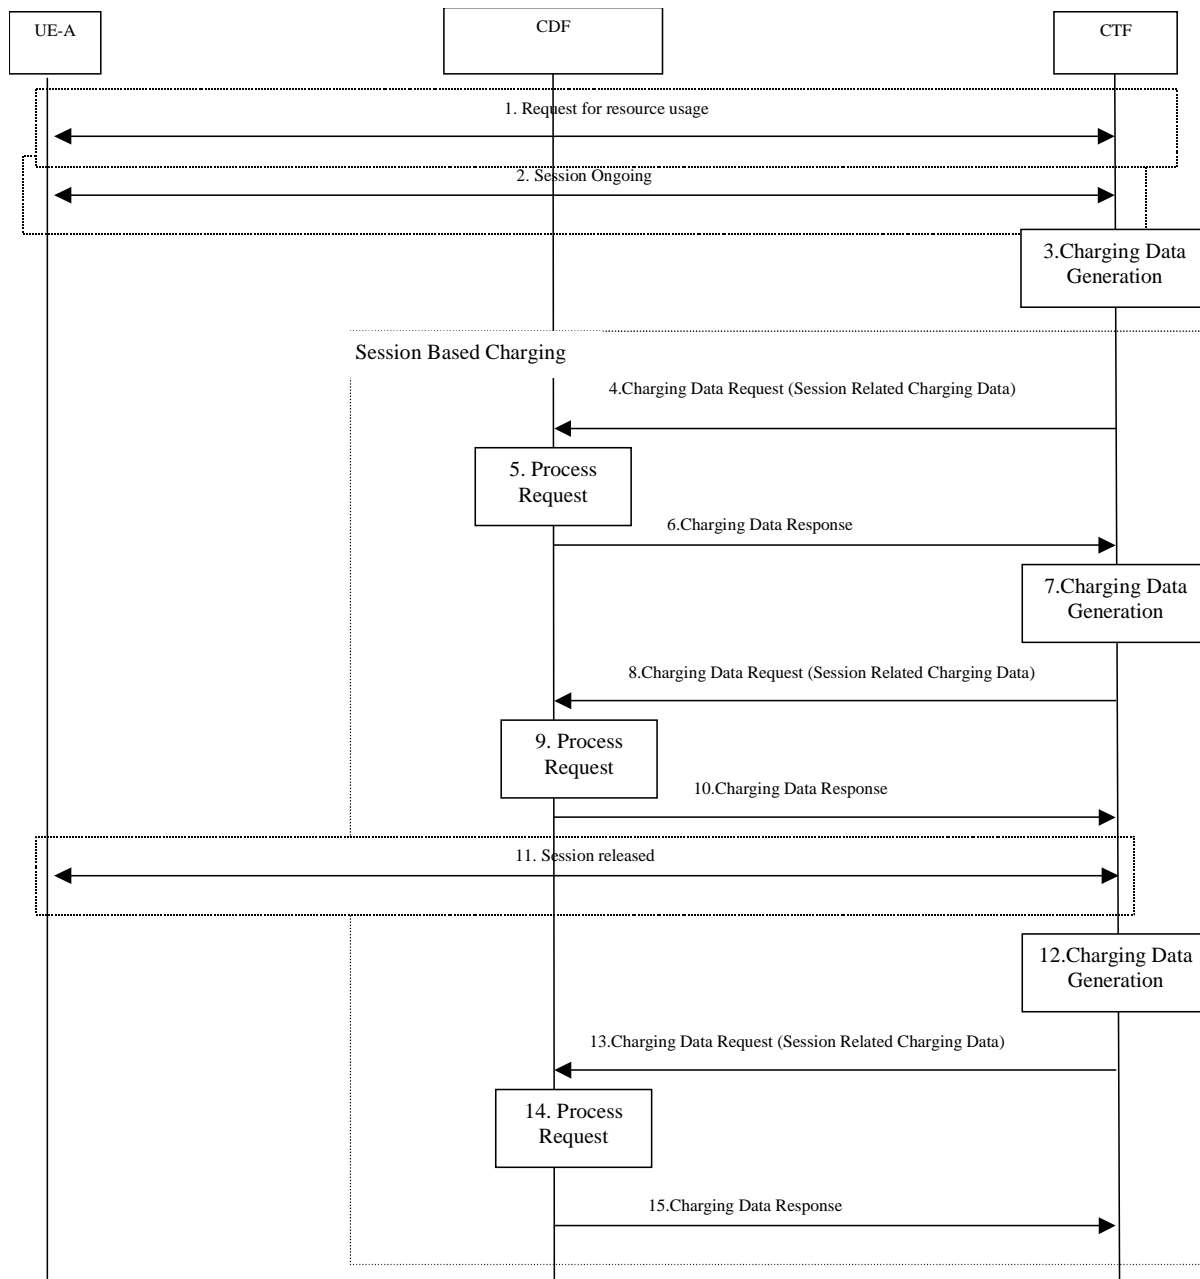 UE-A
CDF
CTF
1. Request for resource usage
2. Session Ongoing
3.Charging Data
Generation
Session Based Charging
4.Charging Data Request (Session Related Charging Data)
5. Process
Request
6.Charging Data Response
7.Charging Data
Generation
8.Charging Data Request (Session Related Charging Data)
9. Process
Request
10.Charging Data Response
11. Session released
12.Charging Data
Generation
13.Charging Data Request (Session Related Charging Data)
14. Process
Request
15.Charging Data Response